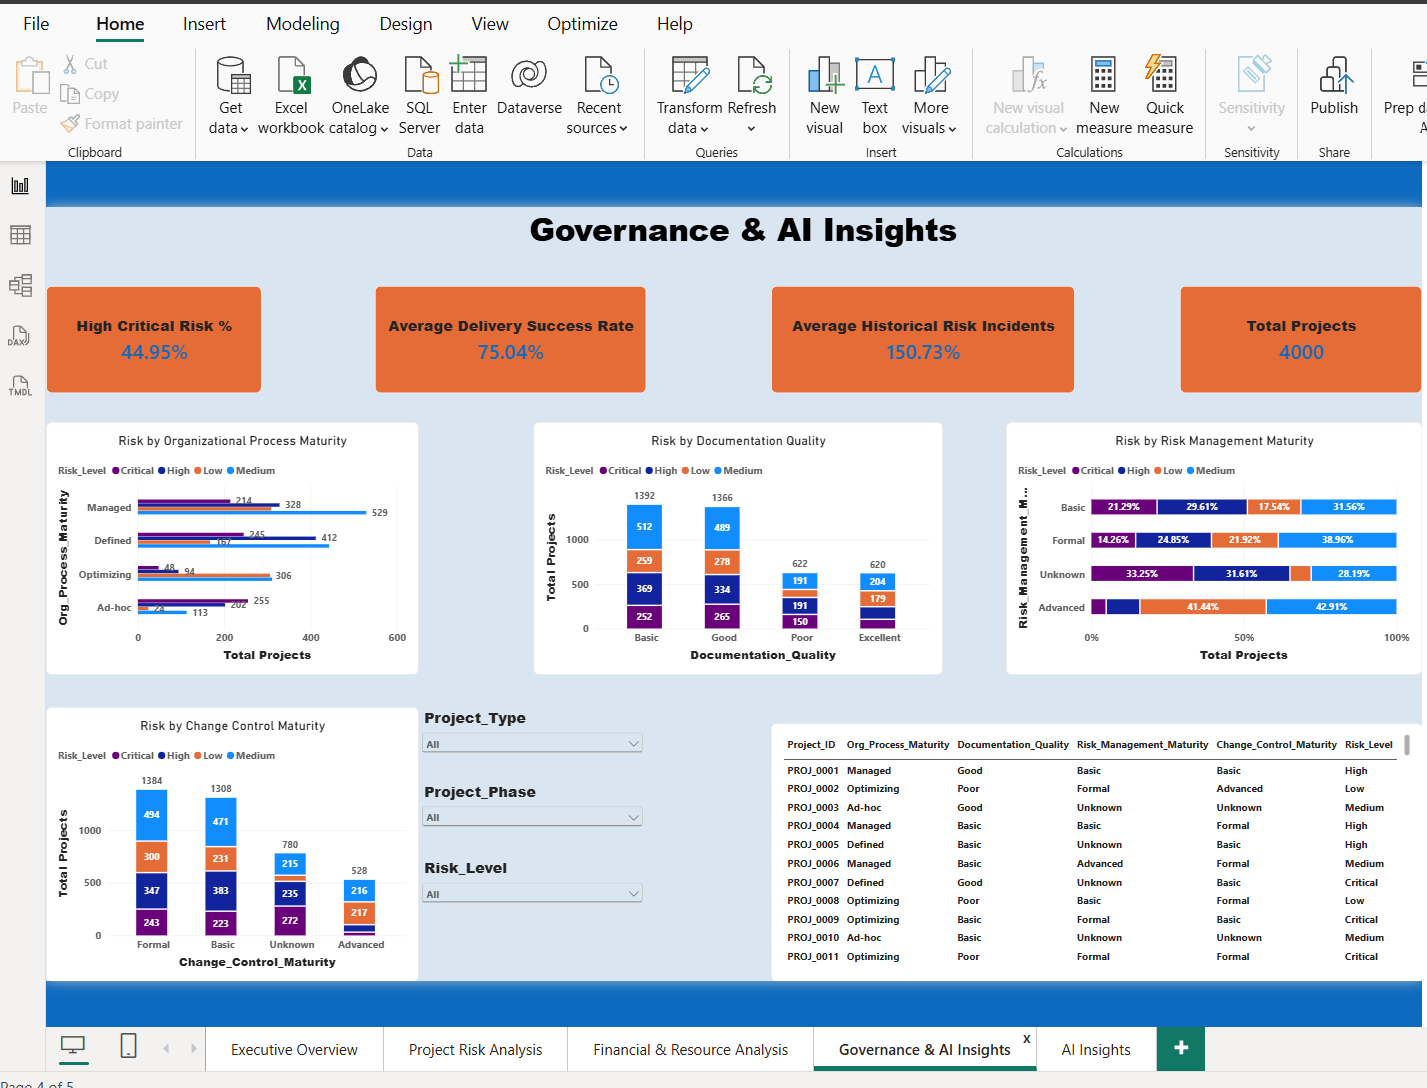 File Home Insert Modeling Design View Optimize Help
Paste
Cut
Copy
Format painter
Clipboard
Get data
Excel workbook
OneLake catalog
SQL Server
Enter data
Dataverse
Recent sources
Data
Transform data
Refresh
Queries
New visual
Text box
More visuals
Insert
New visual calculation
New measure
Quick measure
Calculations
Sensitivity
Sensitivity
Publish
Share
Prep
DAX
TMDL
Governance & AI Insights
High Critical Risk %
44.95%
Average Delivery Success Rate
75.04%
Average Historical Risk Incidents
150.73%
Total Projects
4000
Risk by Organizational Process Maturity
Risk_Level Critical High Low Medium
Org_Process_Maturity
Managed 214 328 529
Defined 245 412 167
Optimizing 48 94 306
Ad-hoc 255 202 24 113
0 200 400 600
Total Projects
Risk by Documentation Quality
Risk_Level Critical High Low Medium
Total Projects
1000
500
0
1392 512 259 369 252 Basic
1366 489 278 334 265 Good
622 191 191 150 Poor
620 204 179 Excellent
Documentation_Quality
Risk by Risk Management Maturity
Risk_Level Critical High Low Medium
Risk_Management_M...
Basic 21.29% 29.61% 17.54% 31.56%
Formal 14.26% 24.85% 21.92% 38.96%
Unknown 33.25% 31.61% 28.19%
Advanced 41.44% 42.91%
0% 50% 100%
Total Projects
Risk by Change Control Maturity
Risk_Level Critical High Low Medium
Total Projects
1000
500
0
1384 494 300 347 243 Formal
1308 471 231 383 223 Basic
780 215 235 272 Unknown
528 216 217 Advanced
Change_Control_Maturity
Project_Type
All
Project_Phase
All
Risk_Level
All
Project_ID Org_Process_Maturity Documentation_Quality Risk_Management_Maturity Change_Control_Maturity Risk_Level
PROJ_0001 Managed Good Basic Basic High
PROJ_0002 Optimizing Poor Formal Advanced Low
PROJ_0003 Ad-hoc Good Unknown Unknown Medium
PROJ_0004 Managed Basic Basic Formal High
PROJ_0005 Defined Basic Unknown Basic High
PROJ_0006 Managed Basic Advanced Formal Medium
PROJ_0007 Defined Good Unknown Basic Critical
PROJ_0008 Optimizing Poor Basic Formal Low
PROJ_0009 Optimizing Basic Formal Basic Critical
PROJ_0010 Ad-hoc Basic Unknown Unknown Medium
PROJ_0011 Optimizing Poor Formal Formal Critical
Executive Overview Project Risk Analysis Financial & Resource Analysis Governance & AI Insights x AI Insights +
Page 4 of 5